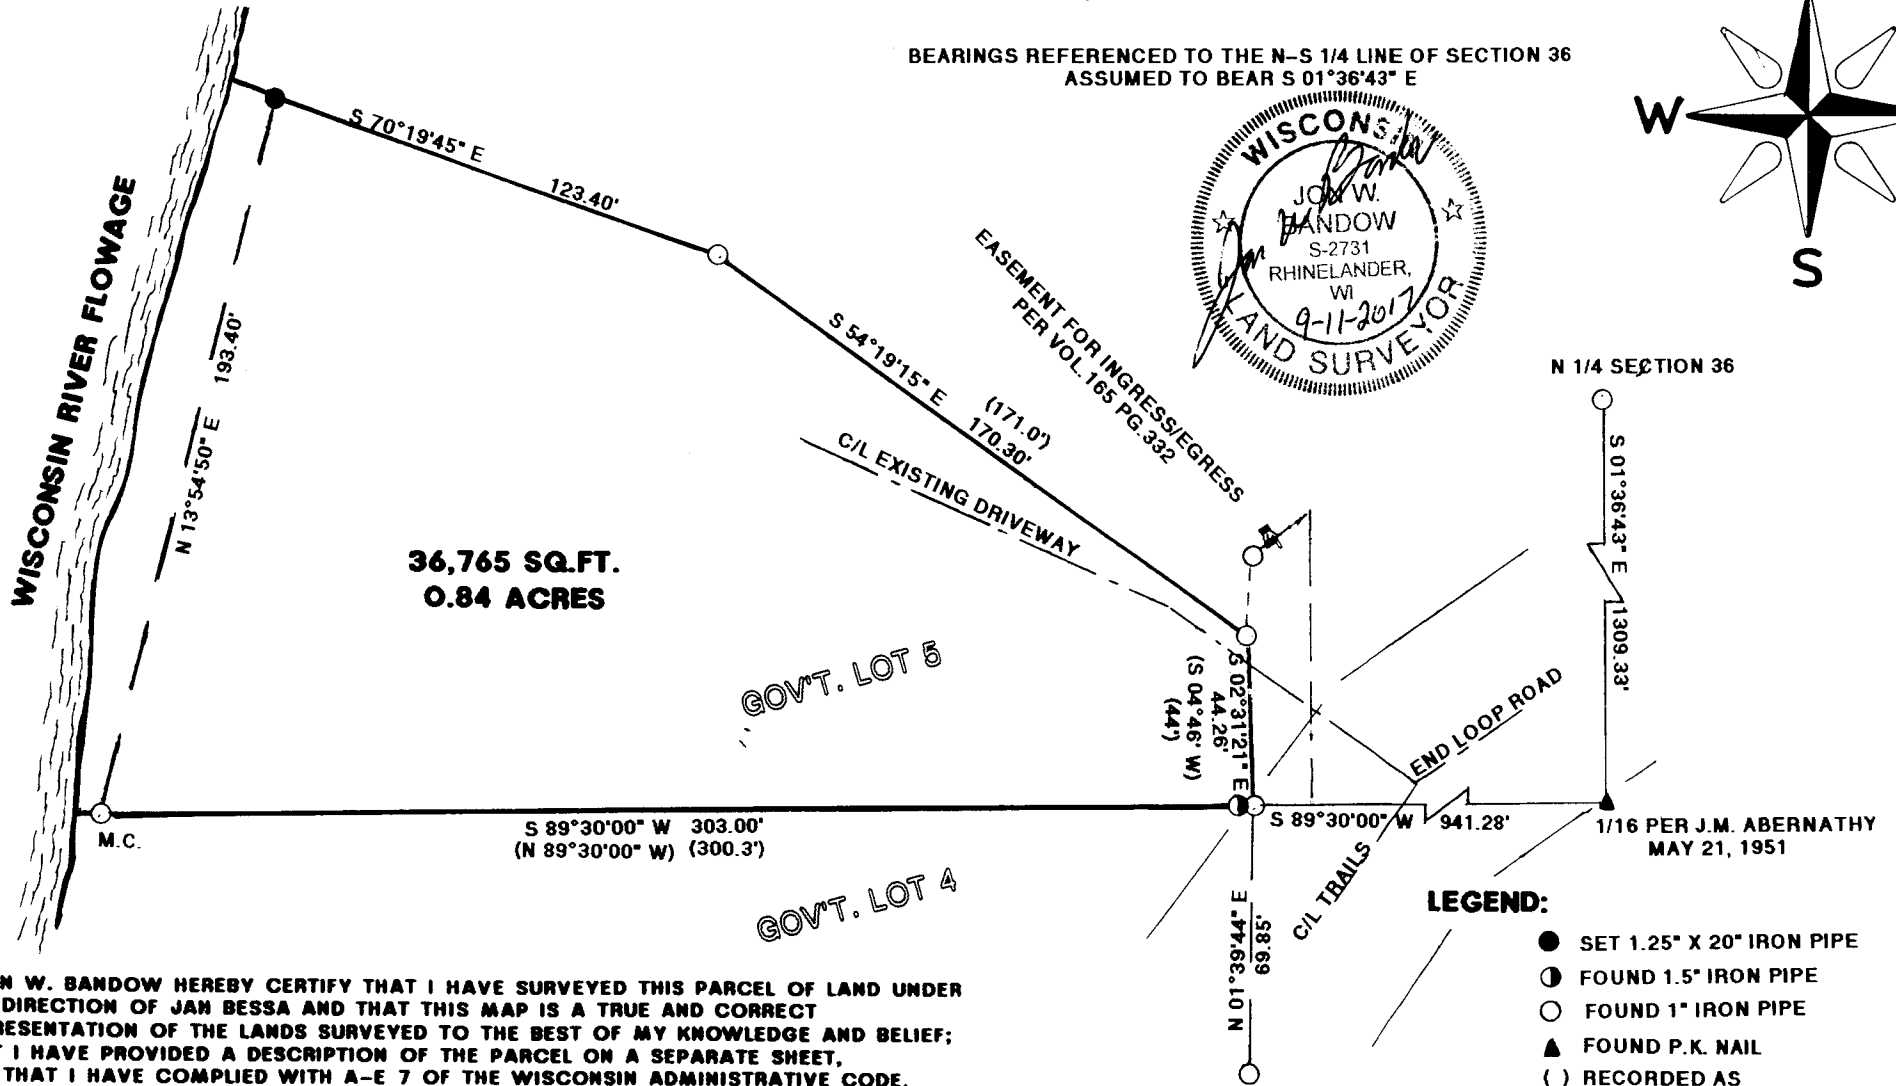 BEARINGS REFERENCED TO THE N-S 1/4 LINE OF SECTION 36
ASSUMED TO BEAR S 01°36'43" E
W
S
WISCONSIN
JON W.
BANDOW
S-2731
RHINELANDER,
WI
9-11-2017
LAND SURVEYOR
S 70°19'45" E
123.40'
WISCONSIN RIVER FLOWAGE
N 13°54'50" E 193.40'
S 54°19'15" E
(171.0')
170.30'
EASEMENT FOR INGRESS/EGRESS
PER VOL.165 PG.332
C/L EXISTING DRIVEWAY
N 1/4 SECTION 36
S 01°36'43" E 1309.33'
36,765 SQ.FT.
0.84 ACRES
GOV'T. LOT 5
S 02°31'21" E
44.26'
(S 04°46' W)
(44')
END LOOP ROAD
M.C.
S 89°30'00" W 303.00'
(N 89°30'00" W) (300.3')
S 89°30'00" W 941.28'
1/16 PER J.M. ABERNATHY
MAY 21, 1951
C/L TRAILS
GOV'T. LOT 4
N 01°39'44" E
69.85'
LEGEND:
SET 1.25" X 20" IRON PIPE
FOUND 1.5" IRON PIPE
FOUND 1" IRON PIPE
FOUND P.K. NAIL
( ) RECORDED AS
N W. BANDOW HEREBY CERTIFY THAT I HAVE SURVEYED THIS PARCEL OF LAND UNDER
DIRECTION OF JAN BESSA AND THAT THIS MAP IS A TRUE AND CORRECT
RESENTATION OF THE LANDS SURVEYED TO THE BEST OF MY KNOWLEDGE AND BELIEF;
T I HAVE PROVIDED A DESCRIPTION OF THE PARCEL ON A SEPARATE SHEET,
THAT I HAVE COMPLIED WITH A-E 7 OF THE WISCONSIN ADMINISTRATIVE CODE.